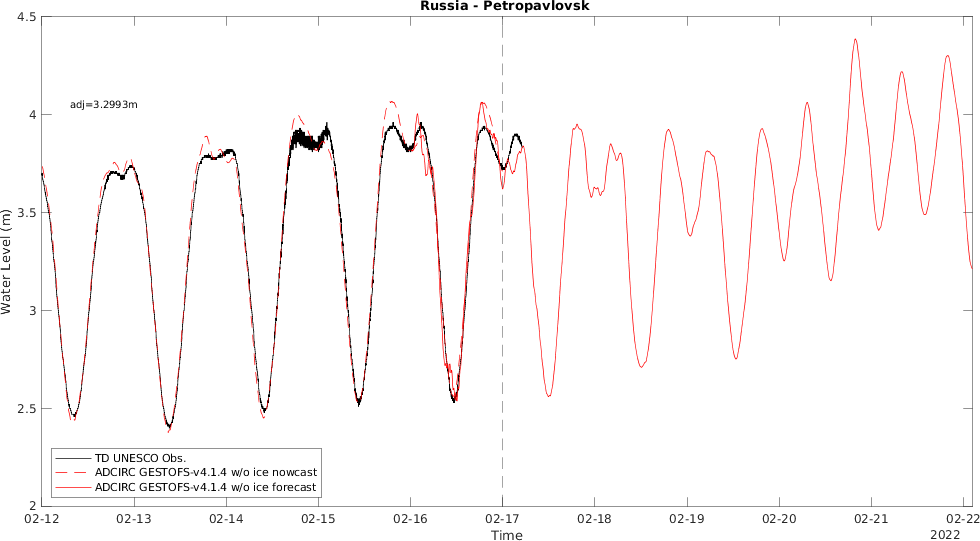 Russia - Petropavlovsk
4.5
4
3.5
3
2.5
2
Water Level (m)
adj=3.2993m
TD UNESCO Obs.
ADCIRC GESTOFS-v4.1.4 w/o ice nowcast
ADCIRC GESTOFS-v4.1.4 w/o ice forecast
02-12 02-13 02-14 02-15 02-16 02-17 02-18 02-19 02-20 02-21 02-22
Time
2022